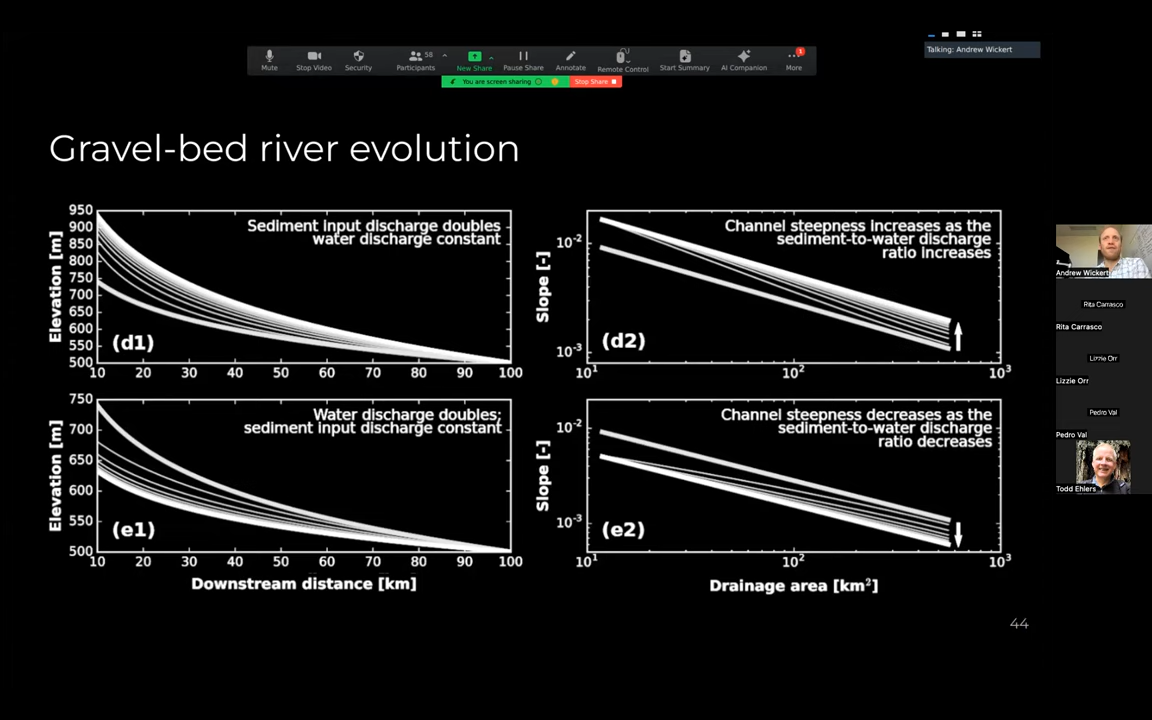 Talking: Andrew Wickert
58
1
Mute
Stop Video
Security
Participants
New Share
Pause Share
Annotate
Remote Control
Start Summary
AI Companion
More
You are screen sharing
Stop Share
Gravel-bed river evolution
Elevation [m]
950
900
850
800
750
700
650
600
550
500
Sediment input discharge doubles
water discharge constant
(d1)
10 20 30 40 50 60 70 80 90 100
Slope [-]
10-2
10-3
Channel steepness increases as the
sediment-to-water discharge
ratio increases
(d2)
10¹ 10² 10³
Elevation [m]
750
700
650
600
550
500
Water discharge doubles;
sediment input discharge constant
(e1)
10 20 30 40 50 60 70 80 90 100
Downstream distance [km]
Slope [-]
10-2
10-3
Channel steepness decreases as the
sediment-to-water discharge
ratio decreases
(e2)
10¹ 10² 10³
Drainage area [km²]
44
Andrew Wickert
Rita Carrasco
Rita Carrasco
Lizzie Orr
Lizzie Orr
Pedro Val
Pedro Val
Todd Ehlers